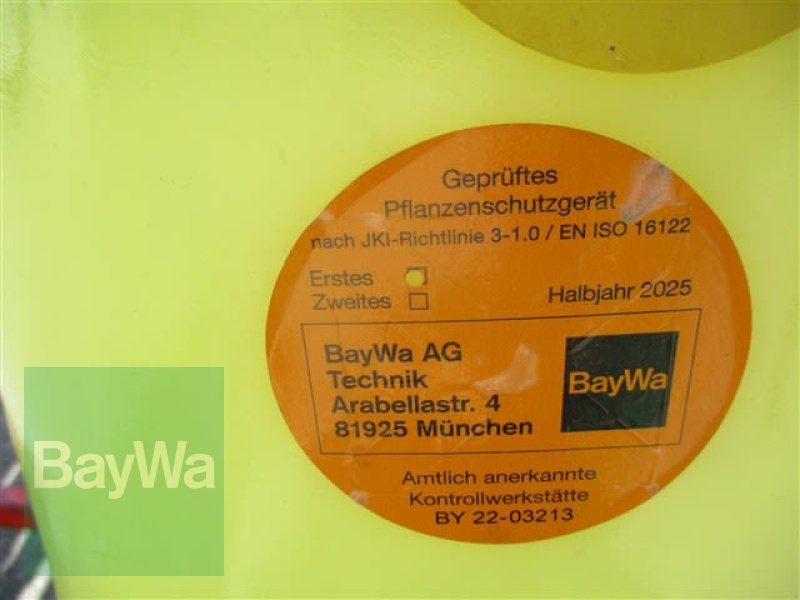 Geprüftes
Pflanzenschutzgerät
nach JKI-Richtlinie 3-1.0 / EN ISO 16122
Erstes
Zweites
Halbjahr 2025
BayWa AG
Technik
Arabellastr. 4
81925 München
BayWa
Amtlich anerkannte
Kontrollwerkstätte
BY 22-03213
BayWa